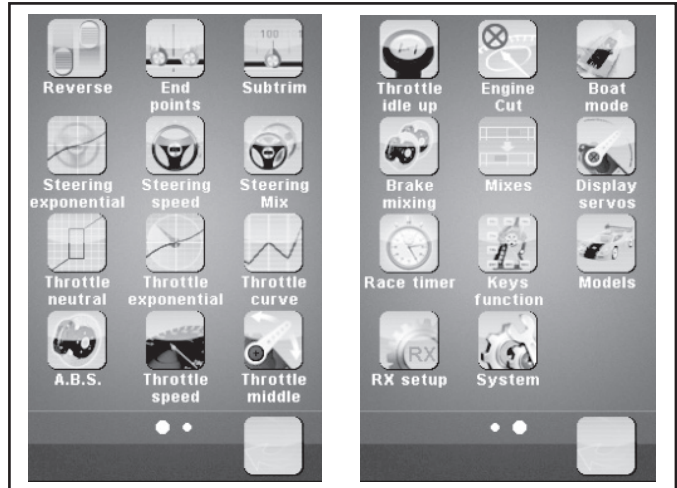 100
Reverse
End
points
Subtrim
Steering
exponential
Steering
speed
Steering
Mix
Throttle
neutral
Throttle
exponential
Throttle
curve
A.B.S.
Throttle
speed
Throttle
middle
Throttle
idle up
Engine
Cut
Boat
mode
Brake
mixing
Mixes
Display
servos
Race timer
Keys
function
Models
RX
RX setup
System